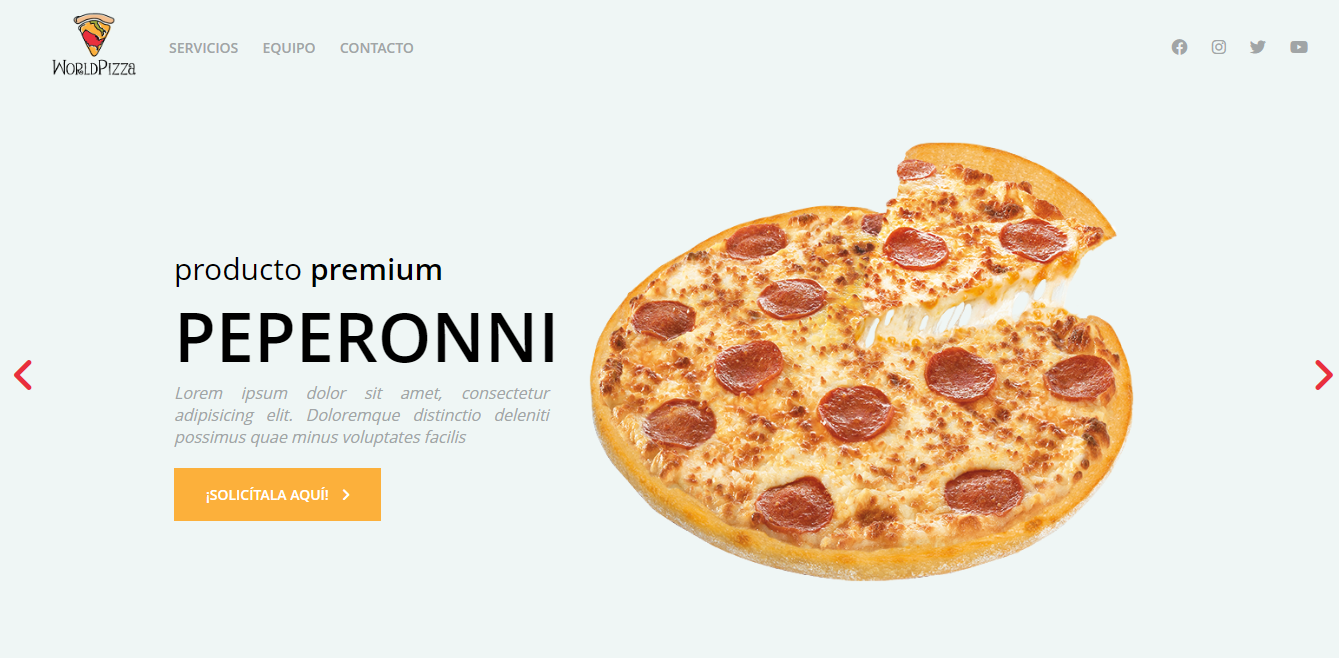 WORLDPIZZA
SERVICIOS EQUIPO CONTACTO
producto premium
PEPERONNI
Lorem ipsum dolor sit amet, consectetur
adipisicing elit. Doloremque distinctio deleniti
possimus quae minus voluptates facilis
¡SOLICÍTALA AQUÍ!